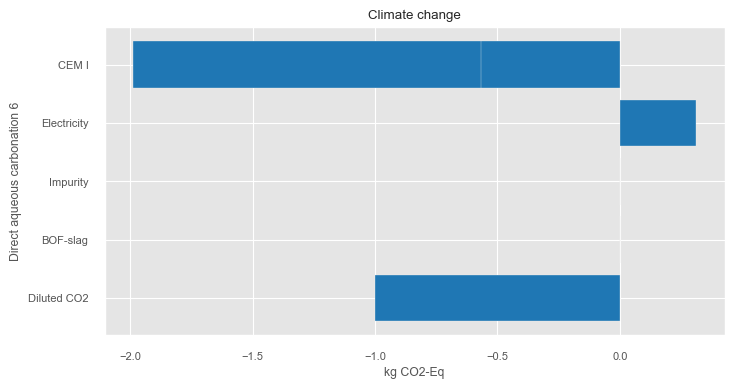 Climate change
Direct aqueous carbonation 6
CEM I
Electricity
Impurity
BOF-slag
Diluted CO2
−2.0 −1.5 −1.0 −0.5 0.0
kg CO2-Eq